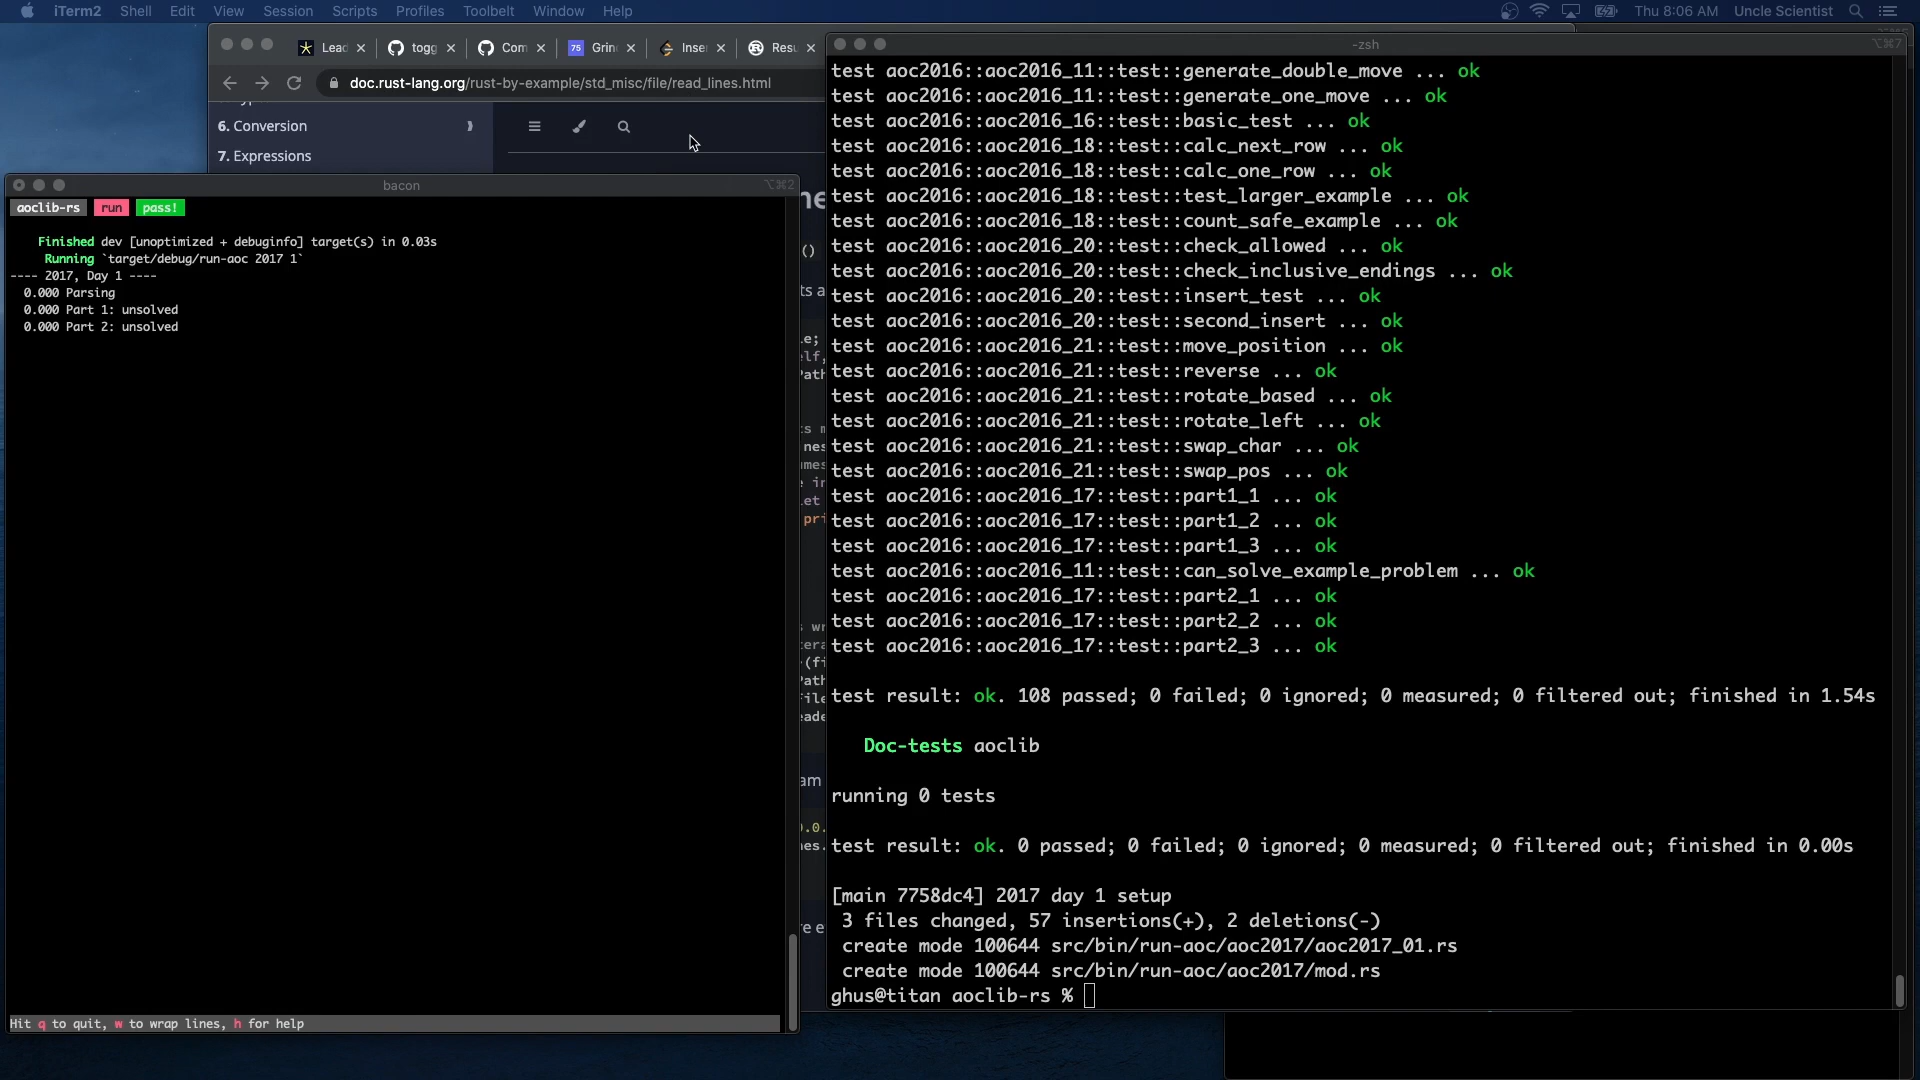 iTerm2 Shell Edit View Session Scripts Profiles Toolbelt Window Help Thu 8:06 AM Uncle Scientist
Lead togg Com 75 Grin Inser Resu
doc.rust-lang.org/rust-by-example/std_misc/file/read_lines.html
6. Conversion
7. Expressions
bacon ⌥⌘2
aoclib-rs run pass!
Finished dev [unoptimized + debuginfo] target(s) in 0.03s
Running `target/debug/run-aoc 2017 1`
---- 2017, Day 1 ----
0.000 Parsing
0.000 Part 1: unsolved
0.000 Part 2: unsolved
Hit q to quit, w to wrap lines, h for help
-zsh ⌥⌘7
test aoc2016::aoc2016_11::test::generate_double_move ... ok
test aoc2016::aoc2016_11::test::generate_one_move ... ok
test aoc2016::aoc2016_16::test::basic_test ... ok
test aoc2016::aoc2016_18::test::calc_next_row ... ok
test aoc2016::aoc2016_18::test::calc_one_row ... ok
test aoc2016::aoc2016_18::test::test_larger_example ... ok
test aoc2016::aoc2016_18::test::count_safe_example ... ok
test aoc2016::aoc2016_20::test::check_allowed ... ok
test aoc2016::aoc2016_20::test::check_inclusive_endings ... ok
test aoc2016::aoc2016_20::test::insert_test ... ok
test aoc2016::aoc2016_20::test::second_insert ... ok
test aoc2016::aoc2016_21::test::move_position ... ok
test aoc2016::aoc2016_21::test::reverse ... ok
test aoc2016::aoc2016_21::test::rotate_based ... ok
test aoc2016::aoc2016_21::test::rotate_left ... ok
test aoc2016::aoc2016_21::test::swap_char ... ok
test aoc2016::aoc2016_21::test::swap_pos ... ok
test aoc2016::aoc2016_17::test::part1_1 ... ok
test aoc2016::aoc2016_17::test::part1_2 ... ok
test aoc2016::aoc2016_17::test::part1_3 ... ok
test aoc2016::aoc2016_11::test::can_solve_example_problem ... ok
test aoc2016::aoc2016_17::test::part2_1 ... ok
test aoc2016::aoc2016_17::test::part2_2 ... ok
test aoc2016::aoc2016_17::test::part2_3 ... ok
test result: ok. 108 passed; 0 failed; 0 ignored; 0 measured; 0 filtered out; finished in 1.54s
Doc-tests aoclib
running 0 tests
test result: ok. 0 passed; 0 failed; 0 ignored; 0 measured; 0 filtered out; finished in 0.00s
[main 7758dc4] 2017 day 1 setup
3 files changed, 57 insertions(+), 2 deletions(-)
create mode 100644 src/bin/run-aoc/aoc2017/aoc2017_01.rs
create mode 100644 src/bin/run-aoc/aoc2017/mod.rs
ghus@titan aoclib-rs %